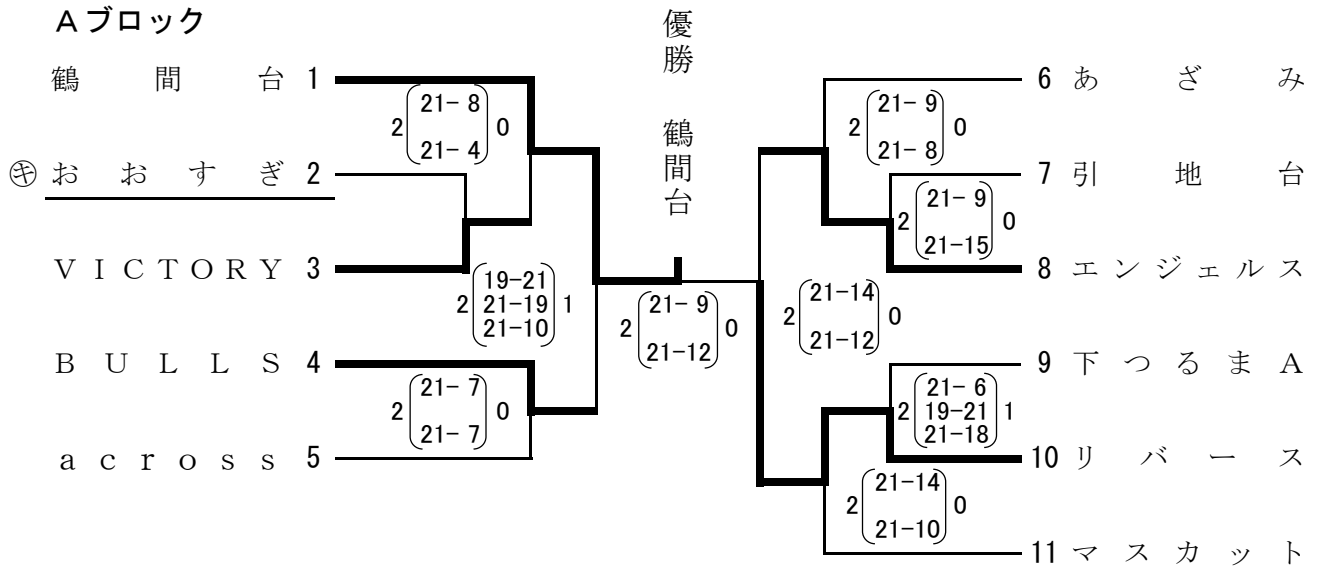 Aブロック
優勝 鶴間台
鶴間台 1
21- 8
2 0
21- 4
㋖おおすぎ 2
VICTORY 3
19-21
2 21-19 1
21-10
BULLS 4
21- 7
2 0
21- 7
across 5
21- 9
2 0
21-12
6 あざみ
21- 9
2 0
21- 8
7 引地台
21- 9
2 0
21-15
8 エンジェルス
21-14
2 0
21-12
9 下つるまA
21- 6
2 19-21 1
21-18
10 リバース
21-14
2 0
21-10
11 マスカット